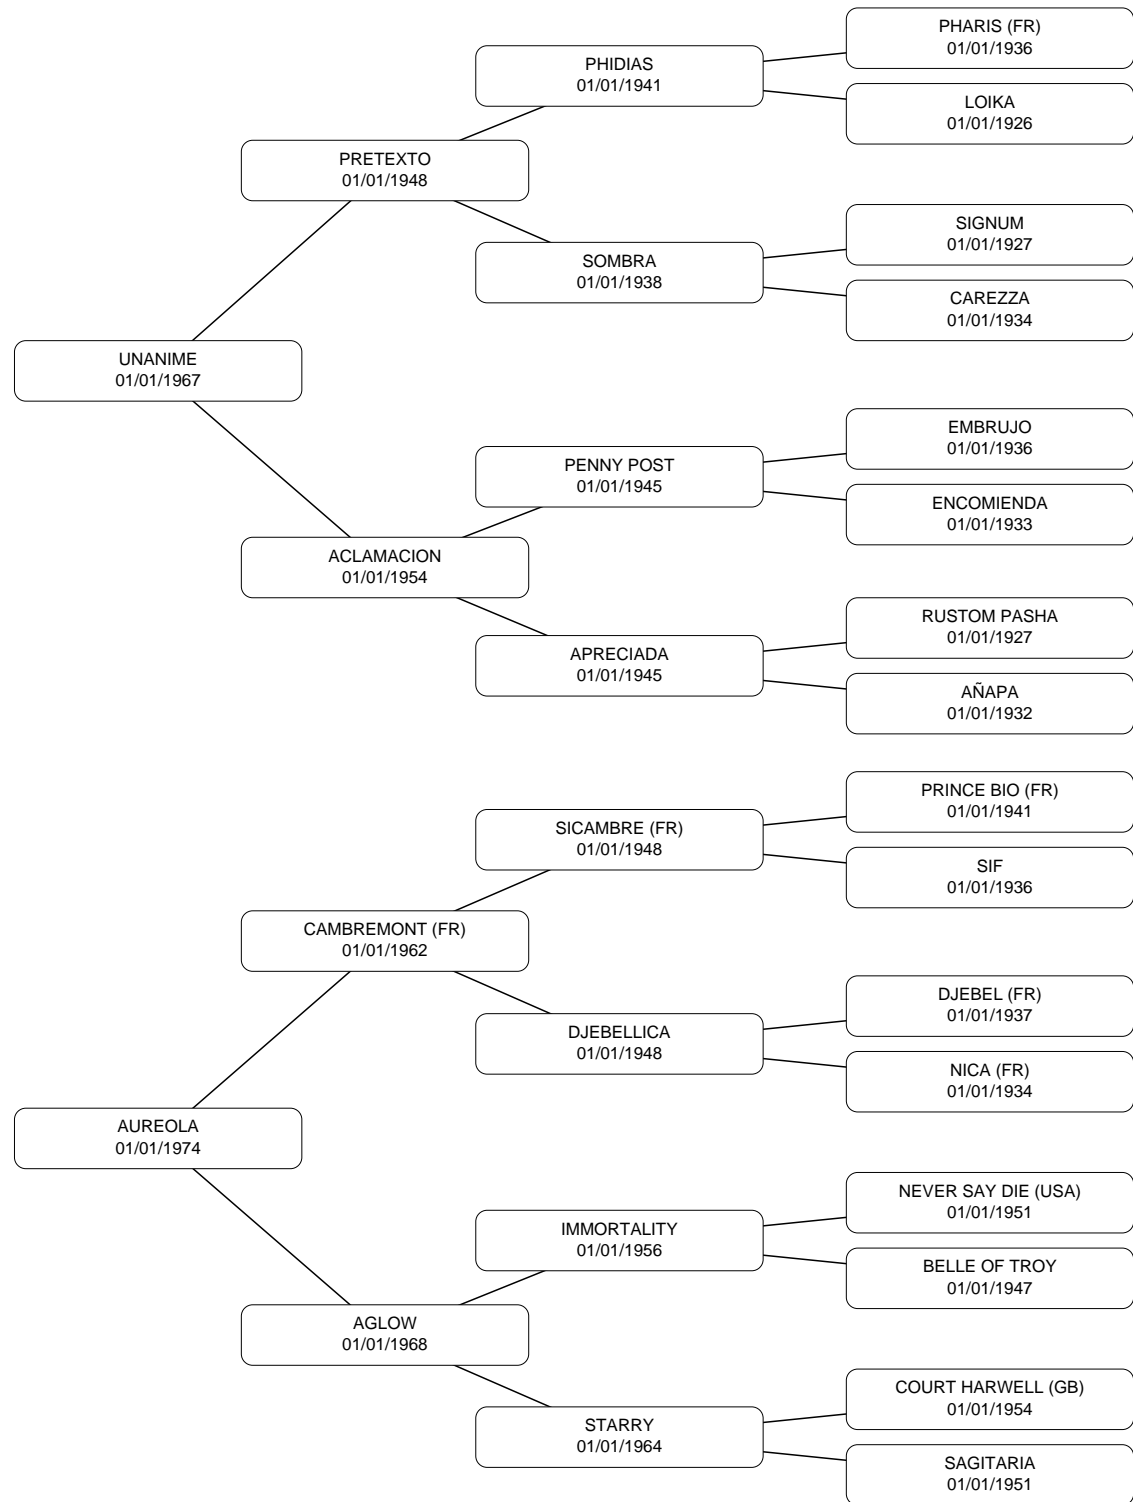 PHARIS (FR)
01/01/1936
PHIDIAS
01/01/1941
LOIKA
01/01/1926
PRETEXTO
01/01/1948
SIGNUM
01/01/1927
SOMBRA
01/01/1938
CAREZZA
01/01/1934
UNANIME
01/01/1967
EMBRUJO
01/01/1936
PENNY POST
01/01/1945
ENCOMIENDA
01/01/1933
ACLAMACION
01/01/1954
RUSTOM PASHA
01/01/1927
APRECIADA
01/01/1945
AÑAPA
01/01/1932
PRINCE BIO (FR)
01/01/1941
SICAMBRE (FR)
01/01/1948
SIF
01/01/1936
CAMBREMONT (FR)
01/01/1962
DJEBEL (FR)
01/01/1937
DJEBELLICA
01/01/1948
NICA (FR)
01/01/1934
AUREOLA
01/01/1974
NEVER SAY DIE (USA)
01/01/1951
IMMORTALITY
01/01/1956
BELLE OF TROY
01/01/1947
AGLOW
01/01/1968
COURT HARWELL (GB)
01/01/1954
STARRY
01/01/1964
SAGITARIA
01/01/1951